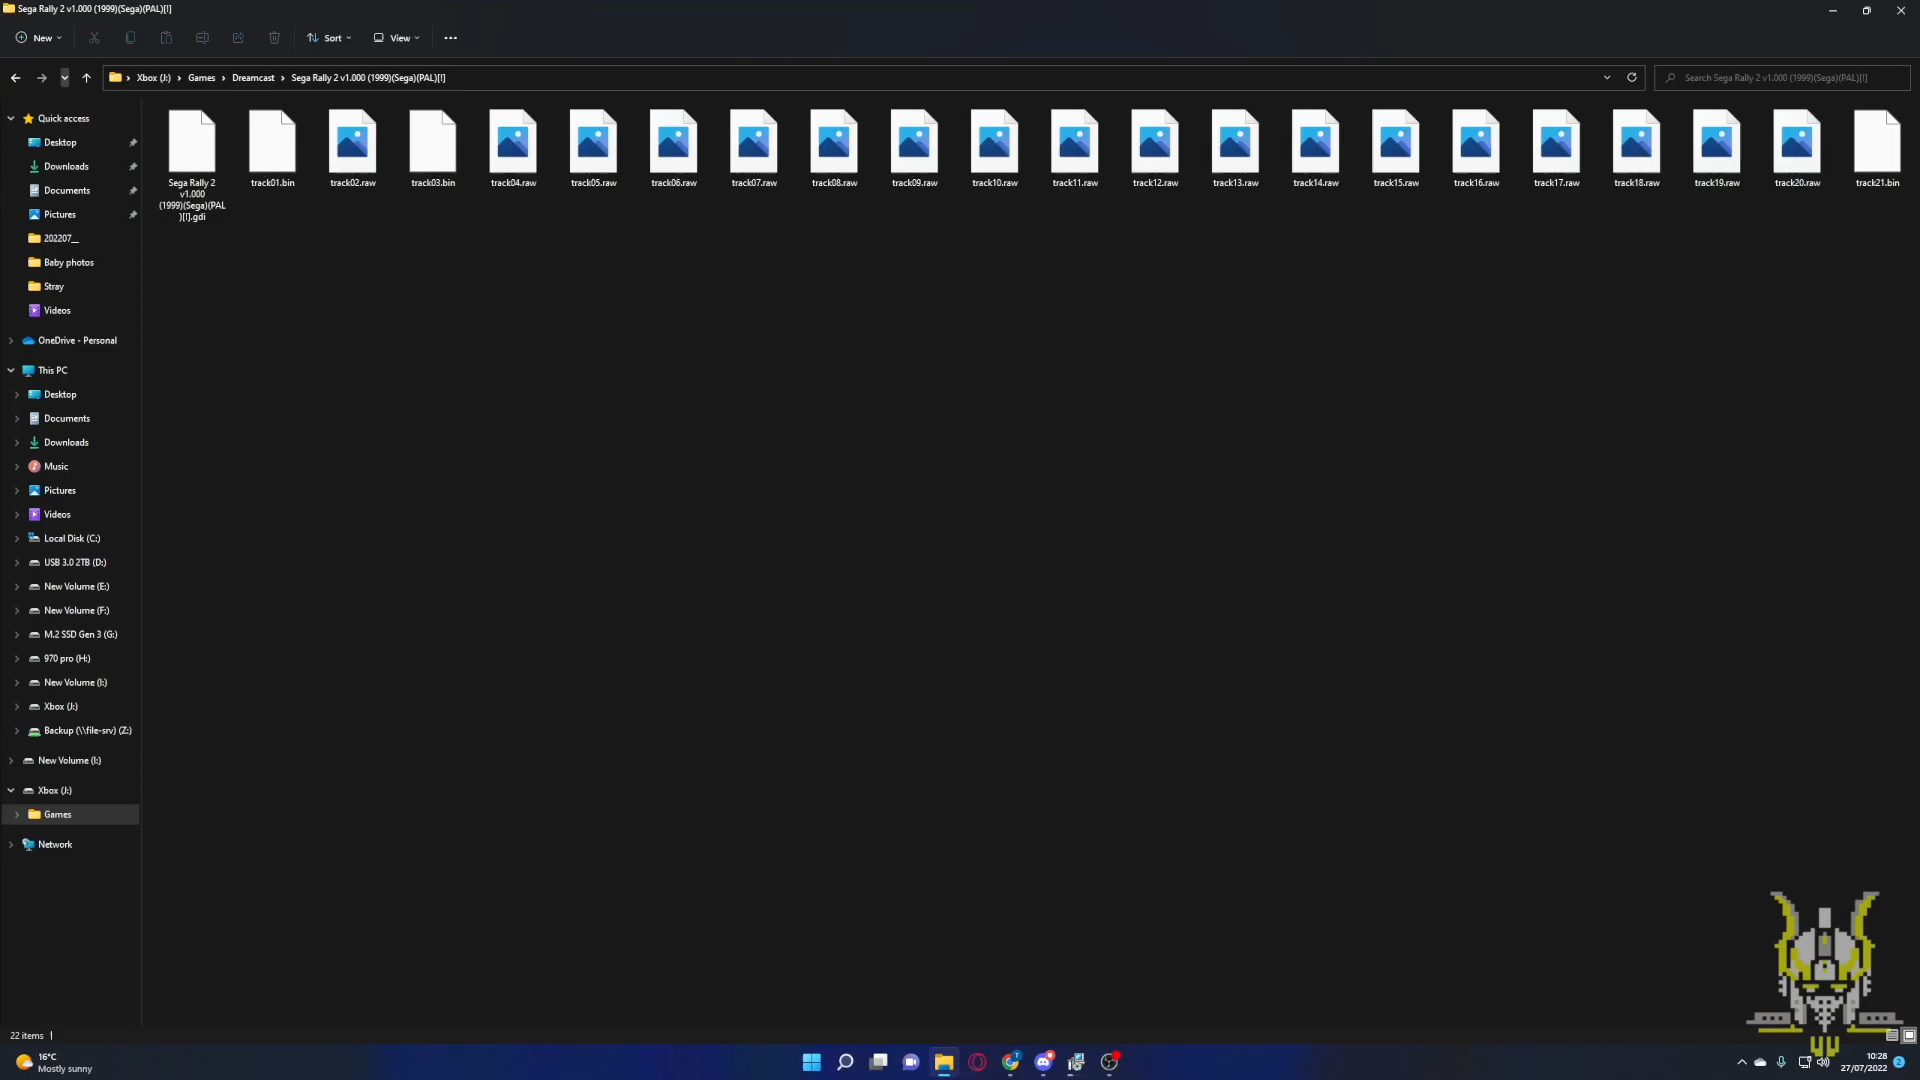 Sega Rally 2 v1.000 (1999)(Sega)(PAL)[!]
New
Sort
View
Xbox (J:) > Games > Dreamcast > Sega Rally 2 v1.000 (1999)(Sega)(PAL)[!]
Search Sega Rally 2 v1.000 (1999)(Sega)(PAL)[!]
Quick access
Desktop
Downloads
Documents
Pictures
202207__
Baby photos
Stray
Videos
OneDrive - Personal
This PC
Desktop
Documents
Downloads
Music
Pictures
Videos
Local Disk (C:)
USB 3.0 2TB (D:)
New Volume (E:)
New Volume (F:)
M.2 SSD Gen 3 (G:)
970 pro (H:)
New Volume (I:)
Xbox (J:)
Backup (\\file-srv) (Z:)
New Volume (I:)
Xbox (J:)
Games
Network
Sega Rally 2
v1.000
(1999)(Sega)(PAL
)[!].gdi
track01.bin
track02.raw
track03.bin
track04.raw
track05.raw
track06.raw
track07.raw
track08.raw
track09.raw
track10.raw
track11.raw
track12.raw
track13.raw
track14.raw
track15.raw
track16.raw
track17.raw
track18.raw
track19.raw
track20.raw
track21.bin
22 items
16°C
Mostly sunny
10:28
27/07/2022
2